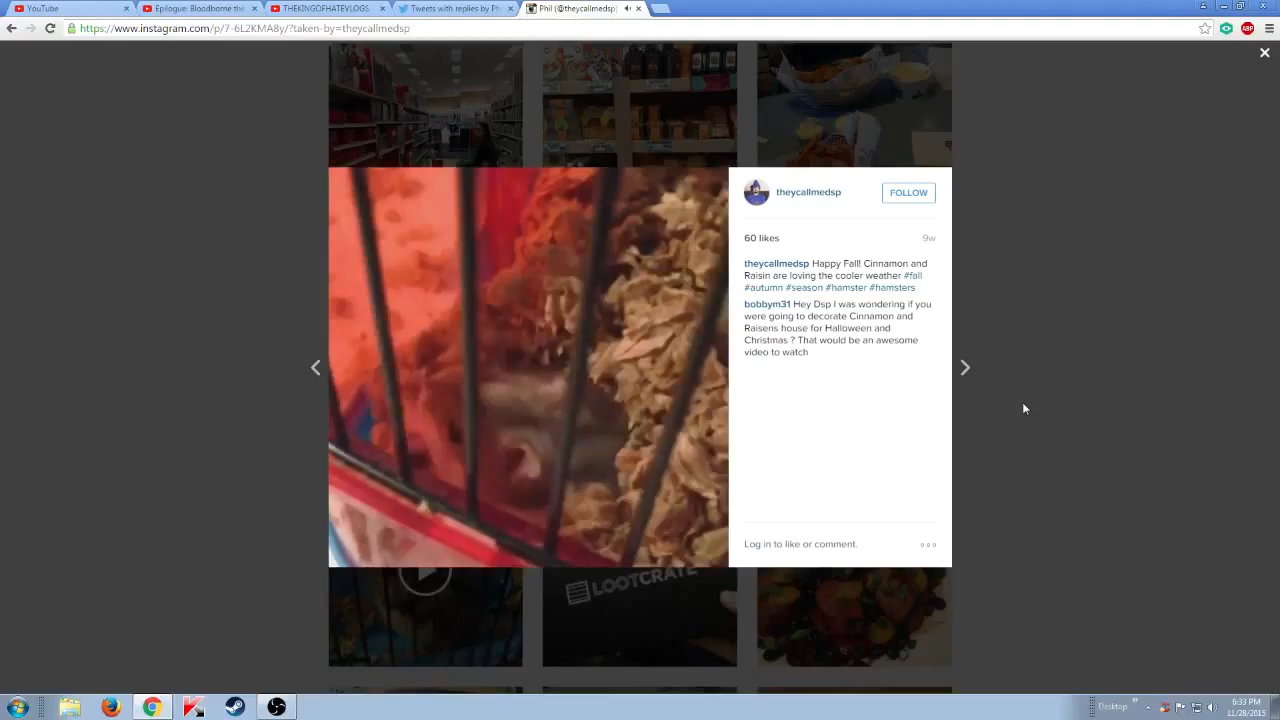 YouTube
Epilogue: Bloodborne the
THEKINGOFHATEVLOGS
Tweets with replies by Ph
Phil (@theycallmedsp)
https://www.instagram.com/p/7-6L2KMA8y/?taken-by=theycallmedsp
ABP
theycallmedsp
FOLLOW
60 likes
9w
theycallmedsp Happy Fall! Cinnamon and
Raisin are loving the cooler weather #fall
#autumn #season #hamster #hamsters
bobbym31 Hey Dsp I was wondering if you
were going to decorate Cinnamon and
Raisens house for Halloween and
Christmas ? That would be an awesome
video to watch
Log in to like or comment.
LOOTCRATE
Desktop
6:33 PM
11/28/2015